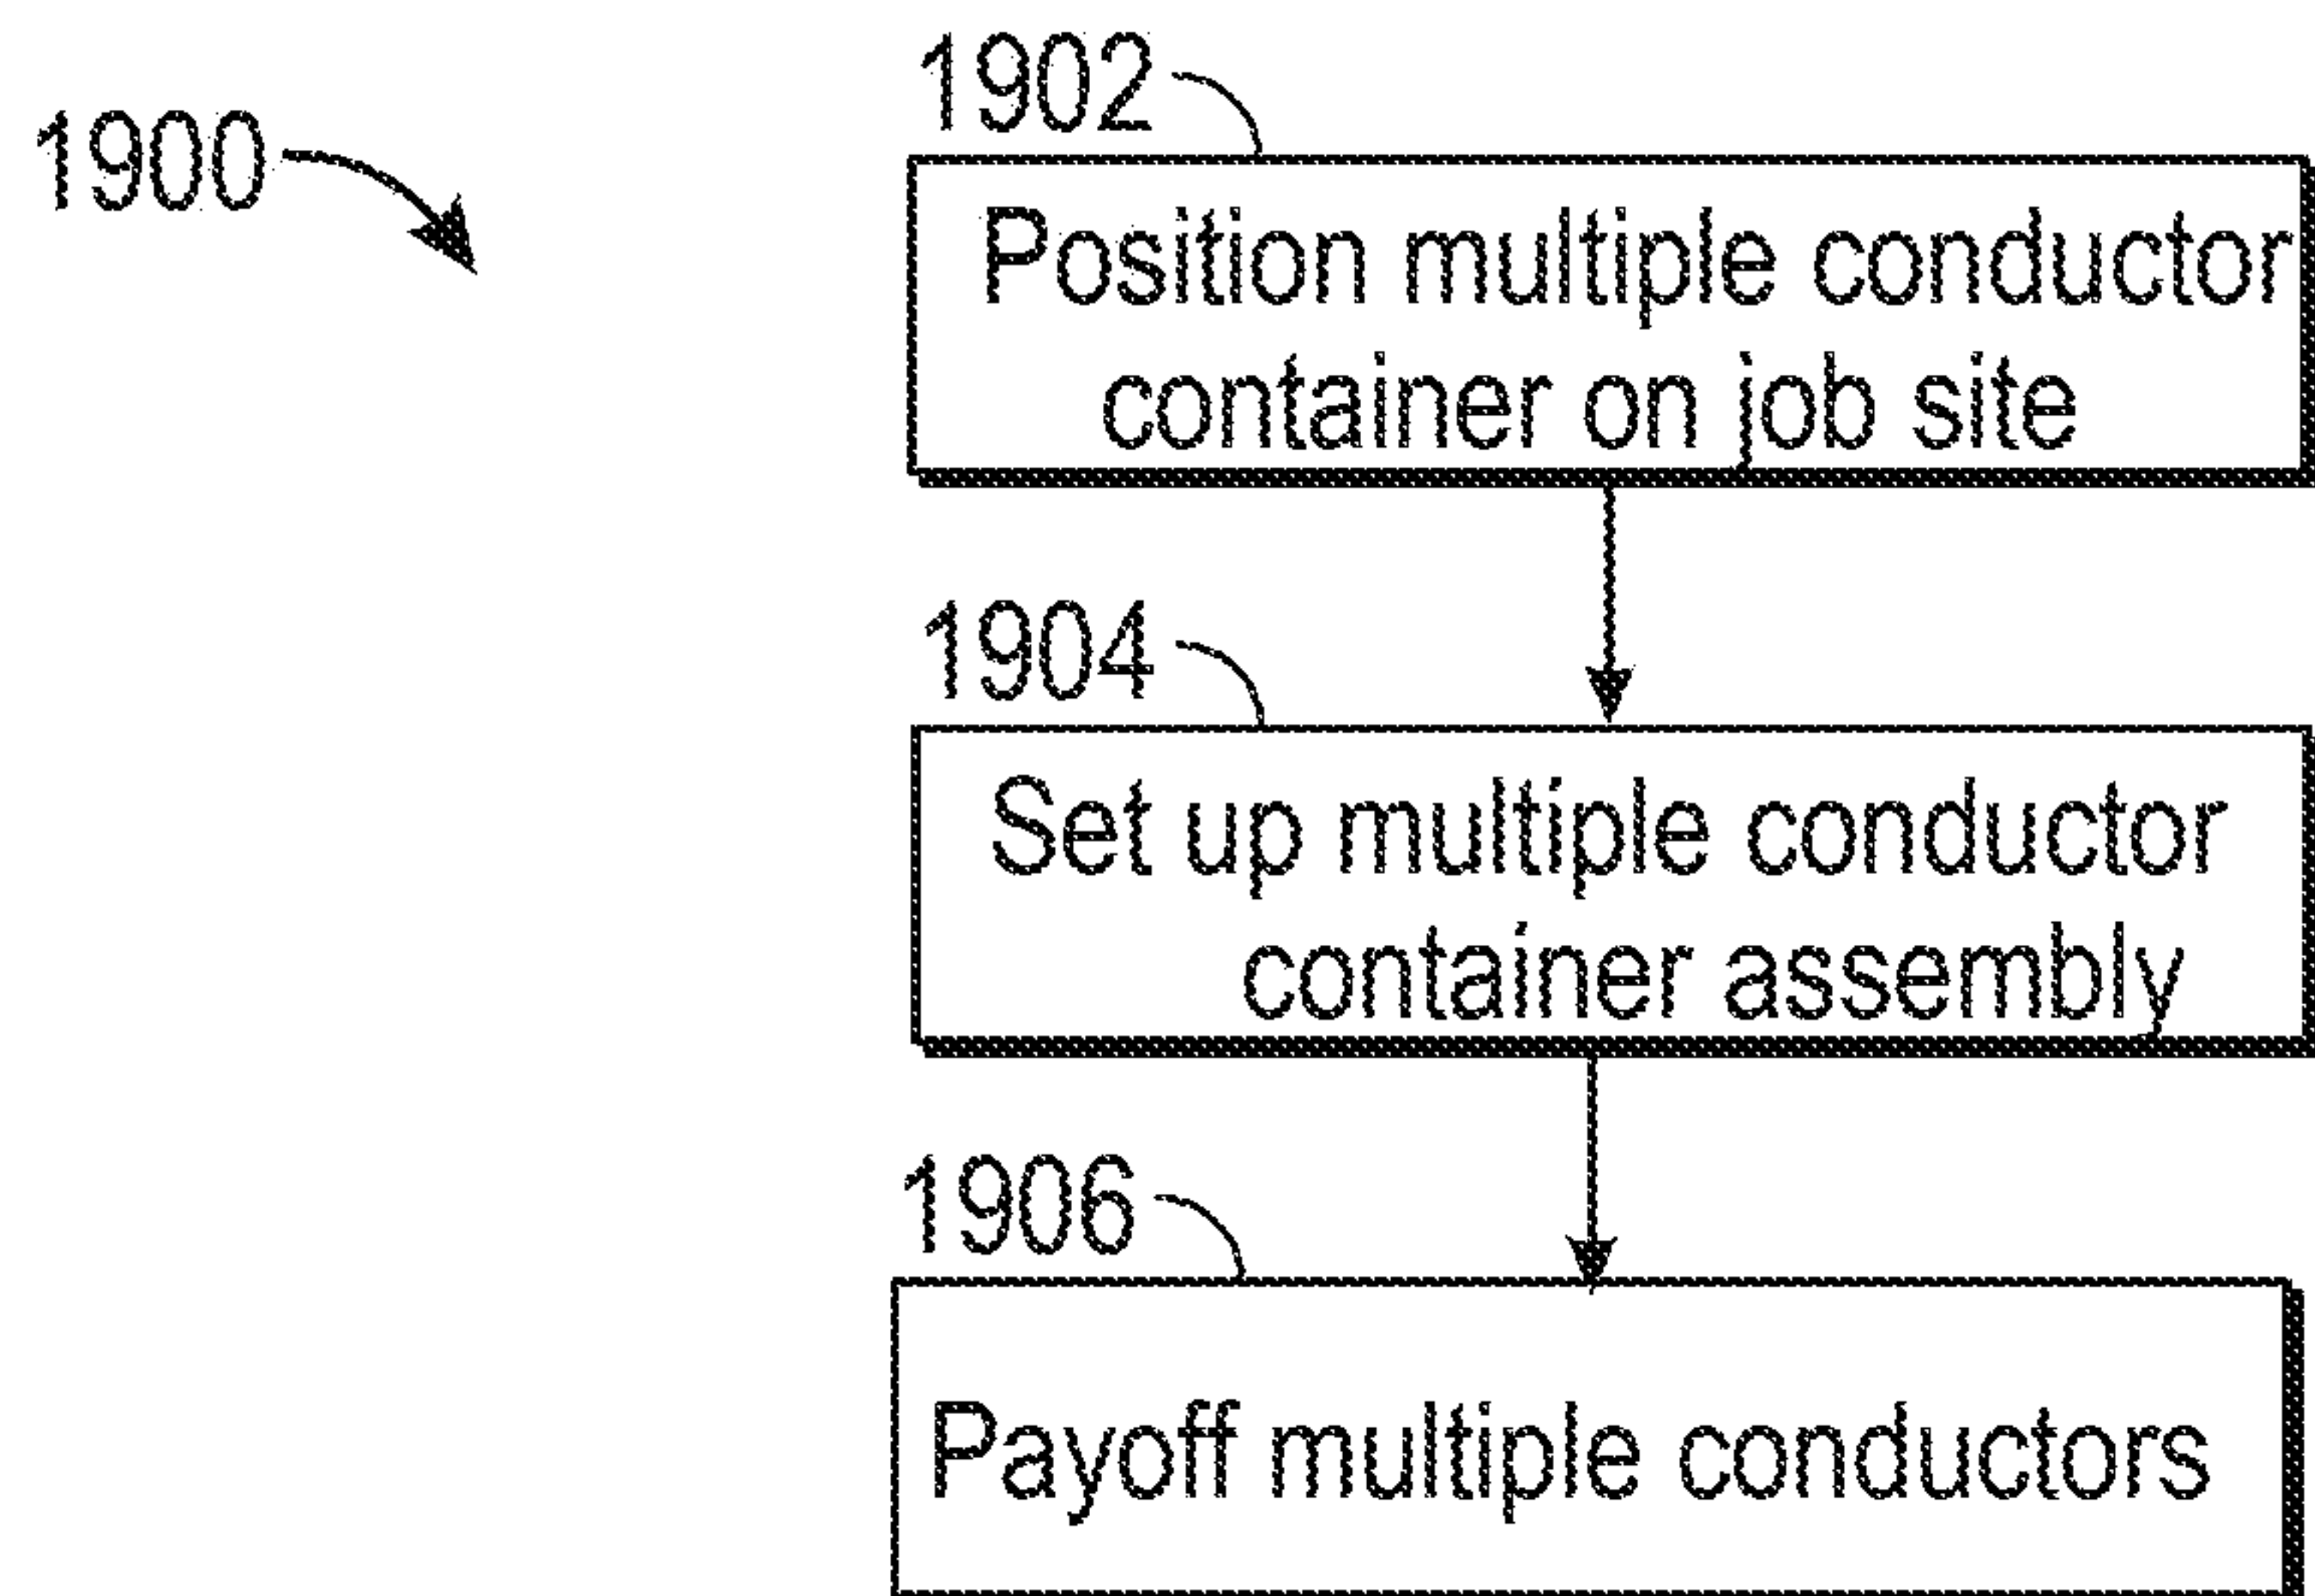 1900
1902
Position multiple conductor
container on job site
1904
Set up multiple conductor
container assembly
1906
Payoff multiple conductors